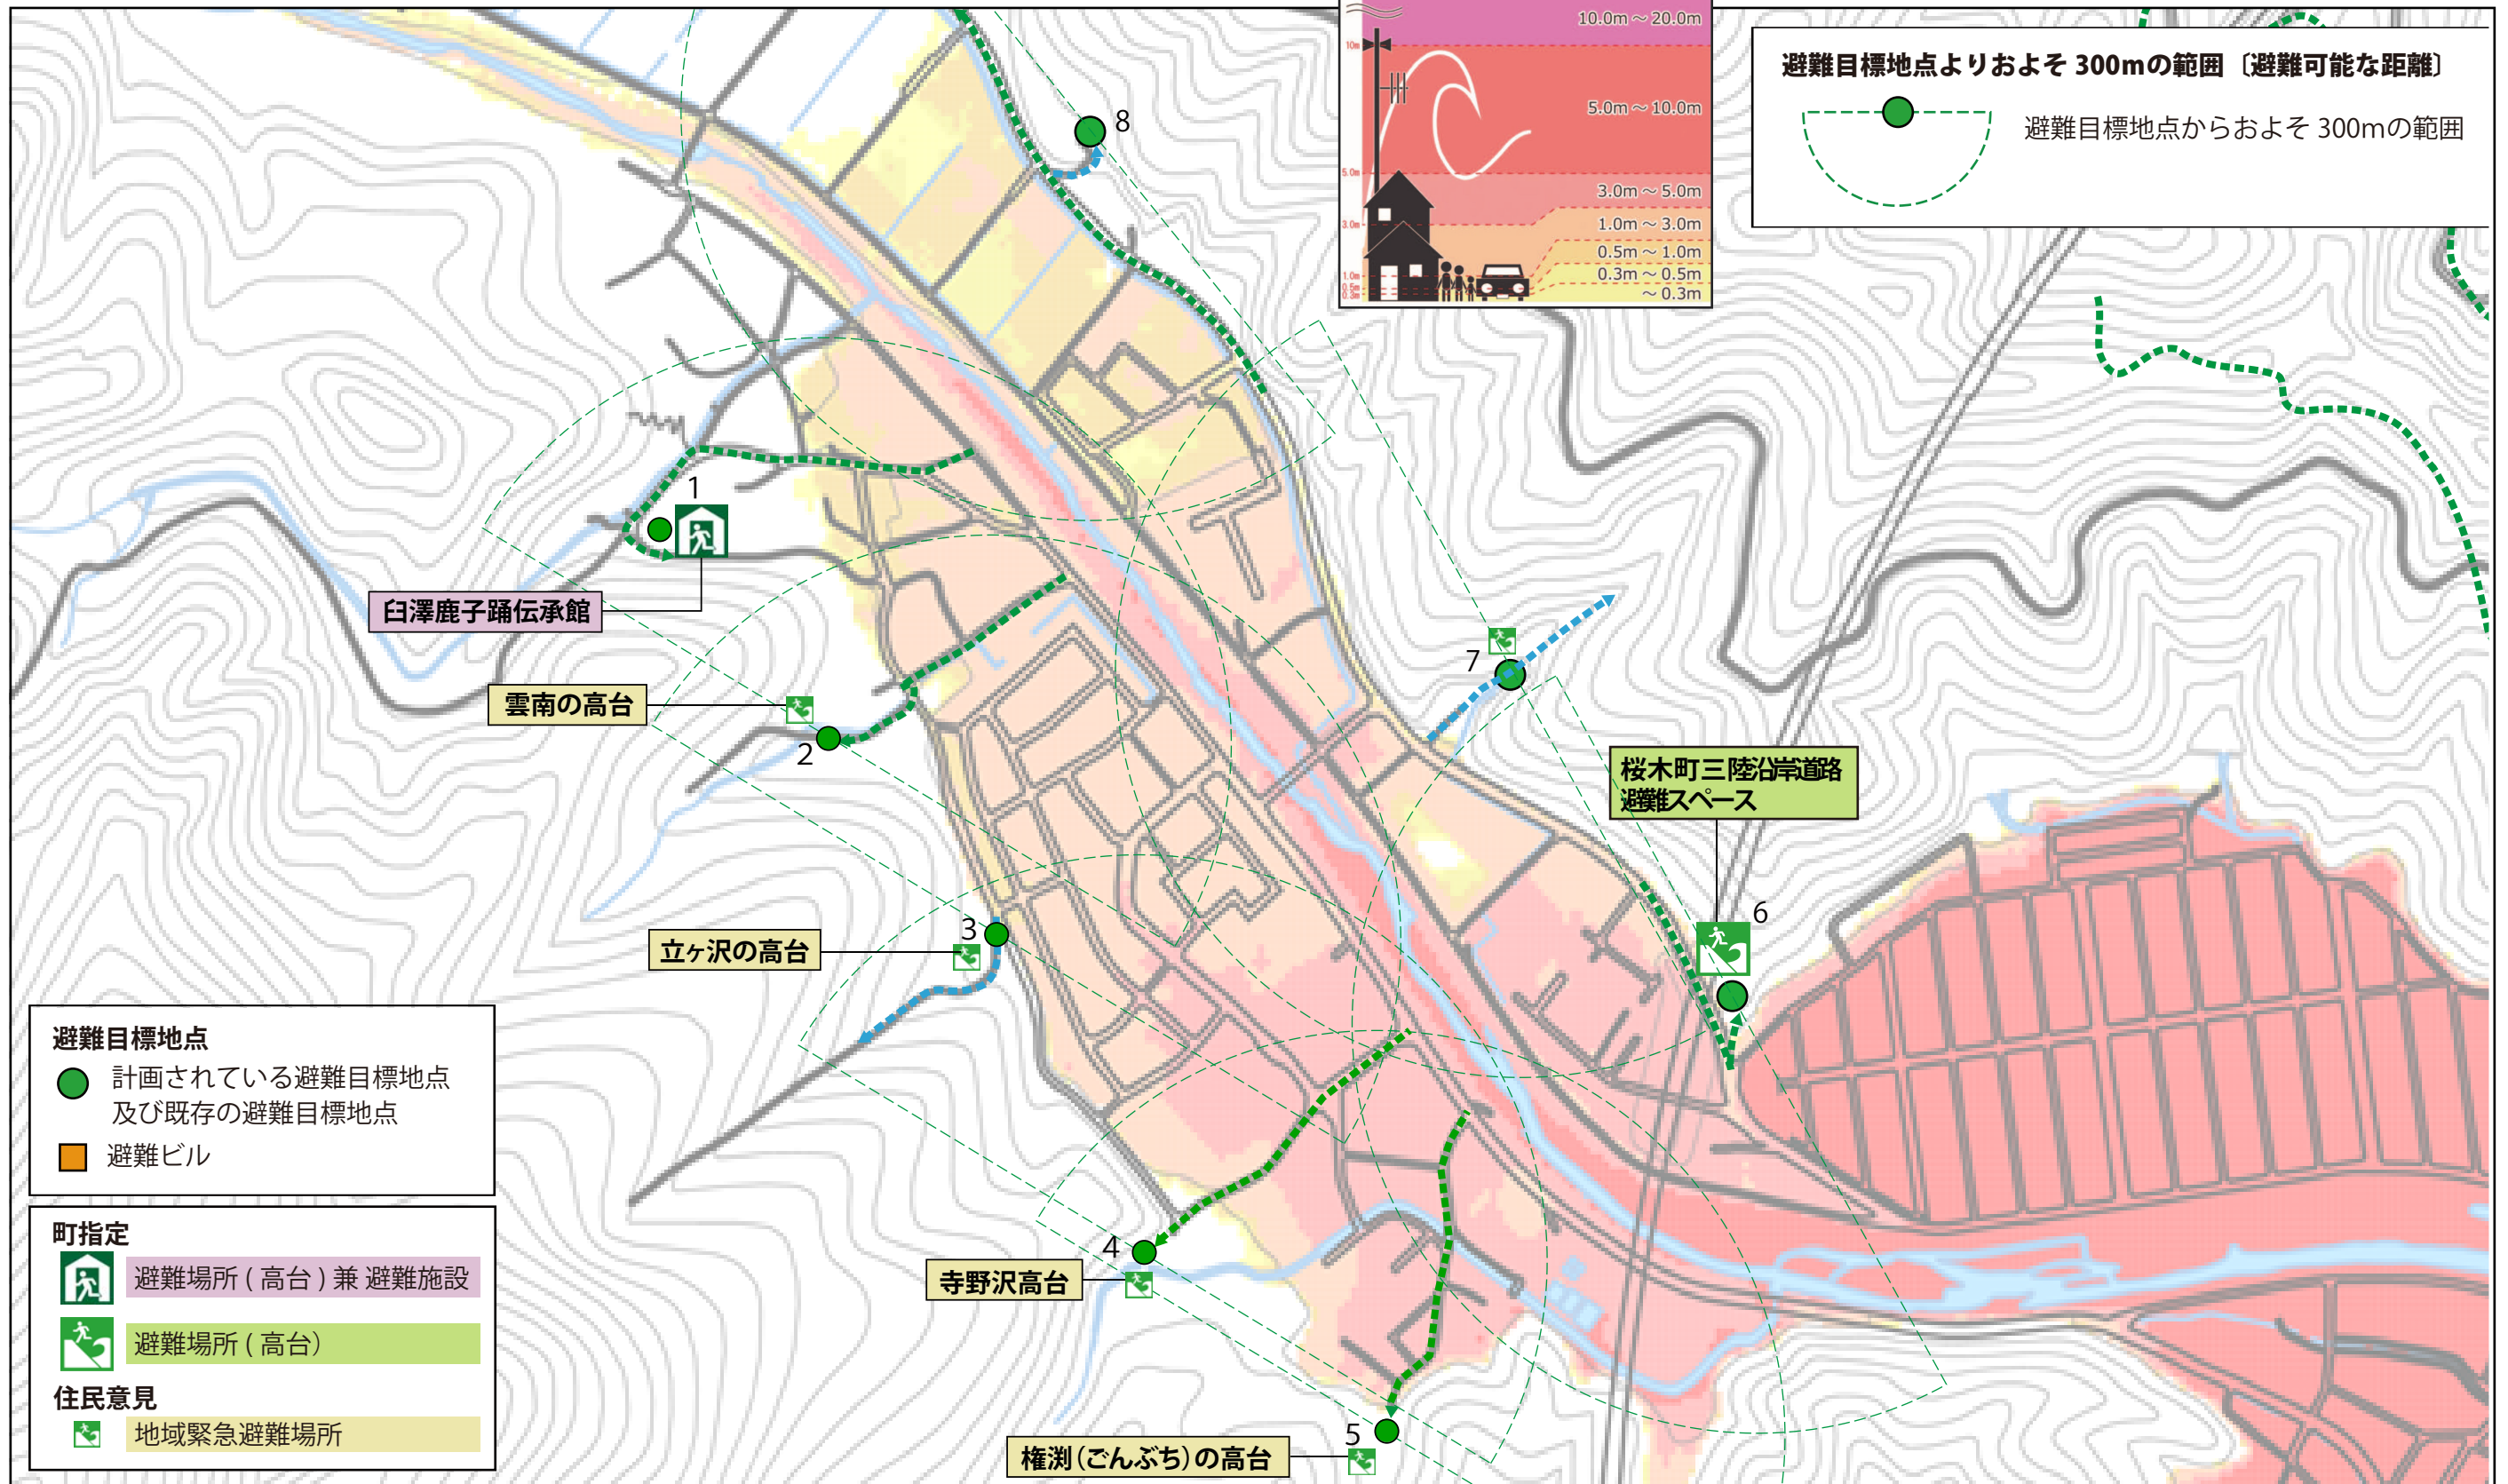 10.0m ～ 20.0m
10m
5.0m ～ 10.0m
5.0m
3.0m ～ 5.0m
3.0m
1.0m ～ 3.0m
0.5m ～ 1.0m
1.0m
0.3m ～ 0.5m
0.5m
0.3m
～ 0.3m
避難目標地点よりおよそ 300mの範囲〔避難可能な距離〕
避難目標地点からおよそ 300mの範囲
8
1
臼澤鹿子踊伝承館
7
雲南の高台
2
桜木町三陸沿岸道路
避難スペース
6
3
立ヶ沢の高台
4
寺野沢高台
5
権渕(ごんぶち)の高台
避難目標地点
計画されている避難目標地点
及び既存の避難目標地点
避難ビル
町指定
避難場所 ( 高台 ) 兼 避難施設
避難場所 ( 高台）
住民意見
地域緊急避難場所